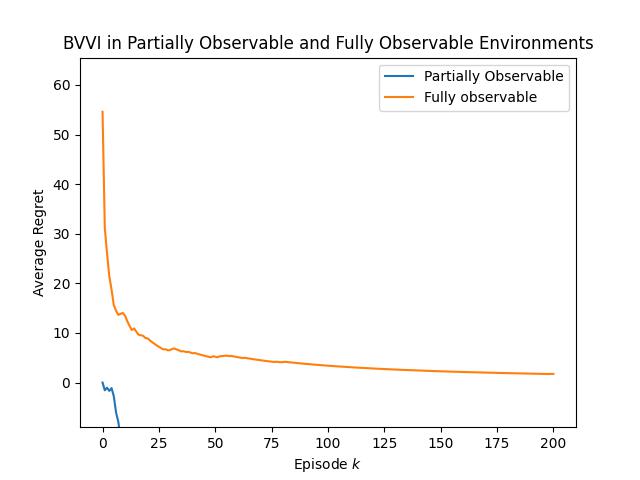 BVVI in Partially Observable and Fully Observable Environments
Partially Observable
Fully observable
Average Regret
60
50
40
30
20
10
0
0 25 50 75 100 125 150 175 200
Episode k